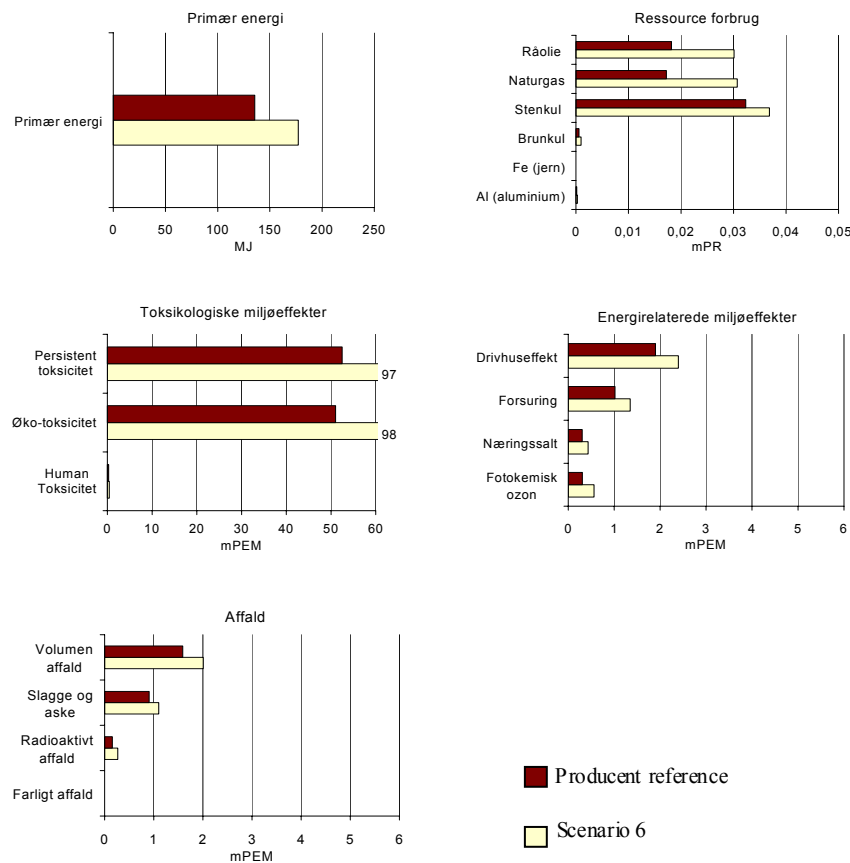 Primær energi
Primær energi
0 50 100 150 200 250
MJ
Ressource forbrug
Råolie
Naturgas
Stenkul
Brunkul
Fe (jern)
Al (aluminium)
0 0,01 0,02 0,03 0,04 0,05
mPR
Toksikologiske miljøeffekter
Persistent
toksicitet
97
Øko-toksicitet
98
Human
Toksicitet
0 10 20 30 40 50 60
mPEM
Energirelaterede miljøeffekter
Drivhuseffekt
Forsuring
Næringssalt
Fotokemisk
ozon
0 1 2 3 4 5 6
mPEM
Affald
Volumen
affald
Slagge og
aske
Radioaktivt
affald
Farligt affald
0 1 2 3 4 5 6
mPEM
Producent reference
Scenario 6